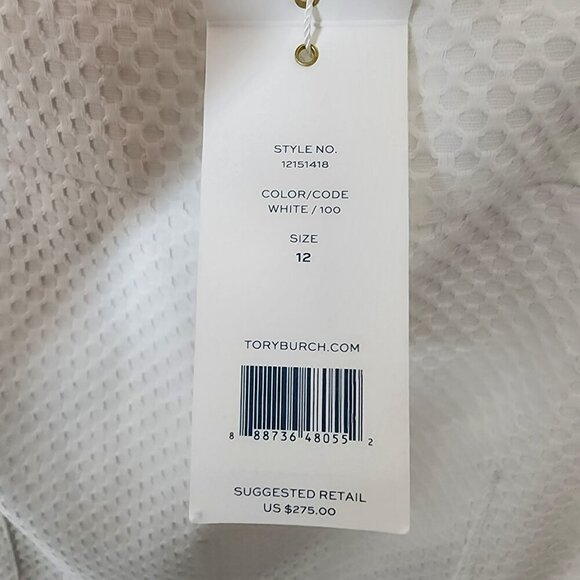 STYLE NO.
12151418
COLOR/CODE
WHITE / 100
SIZE
12
TORYBURCH.COM
8 88736 48055 2
SUGGESTED RETAIL
US $275.00